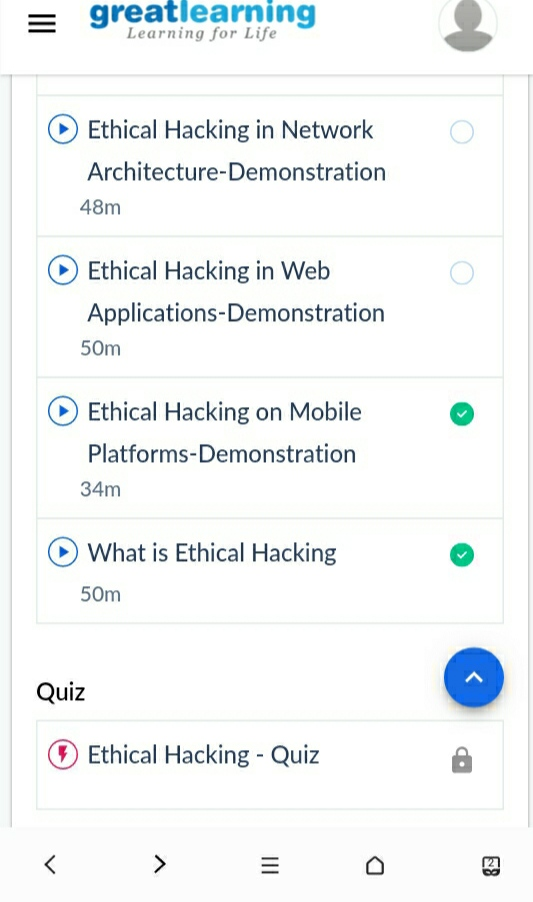 greatlearning
Learning for Life
Ethical Hacking in Network
Architecture-Demonstration
48m
Ethical Hacking in Web
Applications-Demonstration
50m
Ethical Hacking on Mobile
Platforms-Demonstration
34m
What is Ethical Hacking
50m
Quiz
Ethical Hacking - Quiz
2